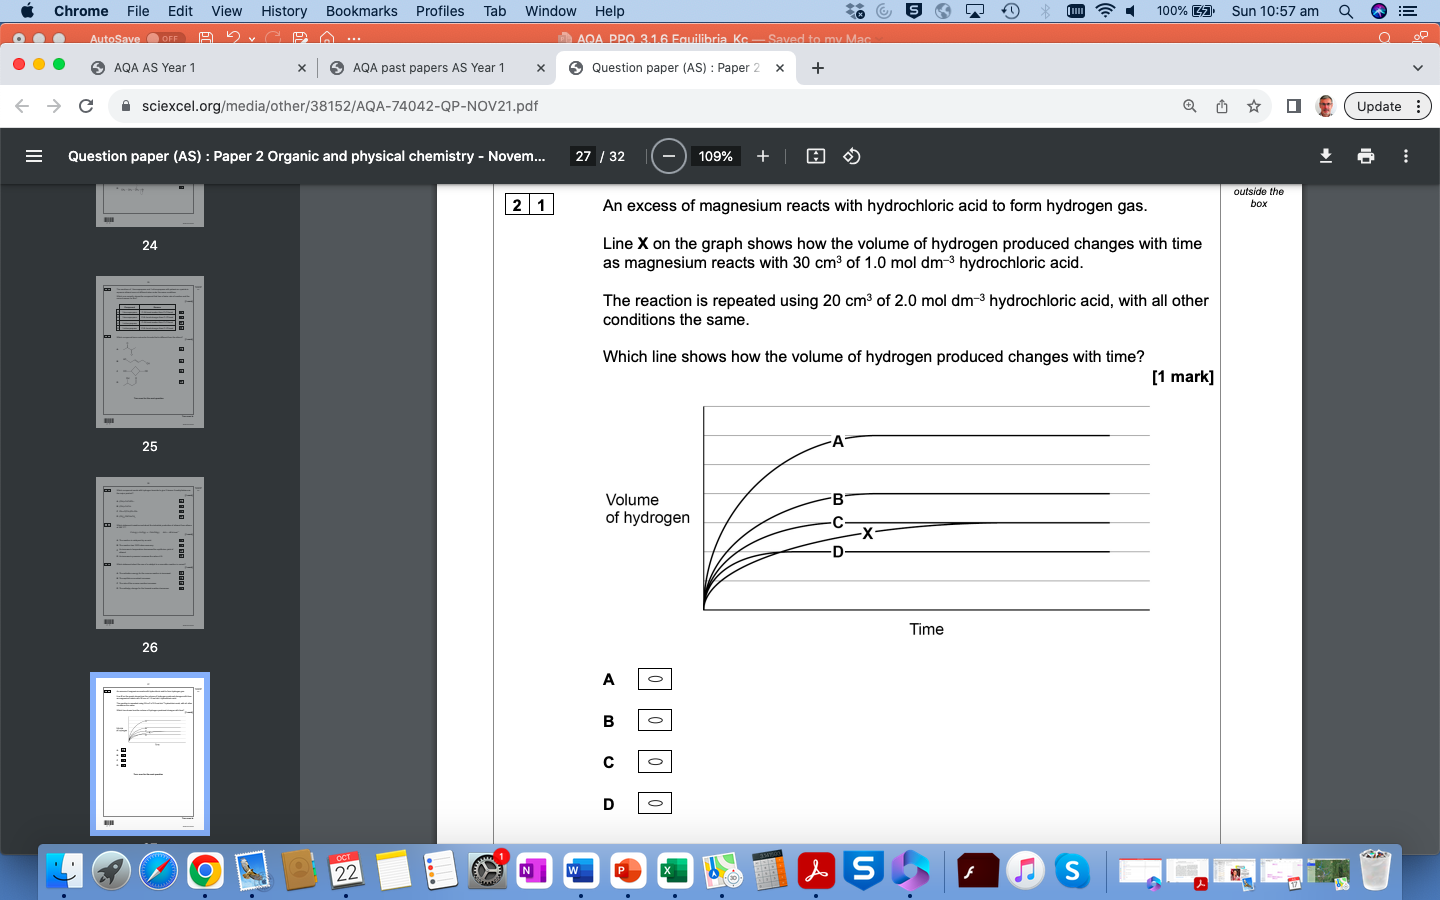 Chrome File Edit View History Bookmarks Profiles Tab Window Help 100% Sun 10:57 am
AutoSave OFF AQA PPQ 3.1.6 Equilibria Kc — Saved to my Mac
AQA AS Year 1 AQA past papers AS Year 1 Question paper (AS) : Paper 2
sciexcel.org/media/other/38152/AQA-74042-QP-NOV21.pdf Update
Question paper (AS) : Paper 2 Organic and physical chemistry - Novem... 27 / 32 109%
24
25
26
outside the
box
2 1 An excess of magnesium reacts with hydrochloric acid to form hydrogen gas.
Line X on the graph shows how the volume of hydrogen produced changes with time
as magnesium reacts with 30 cm³ of 1.0 mol dm⁻³ hydrochloric acid.
The reaction is repeated using 20 cm³ of 2.0 mol dm⁻³ hydrochloric acid, with all other
conditions the same.
Which line shows how the volume of hydrogen produced changes with time?
[1 mark]
A
B
C
X
D
Volume
of hydrogen
Time
A
B
C
D
1
OCT
22
N
W
P
X
3D
S
f
S
17